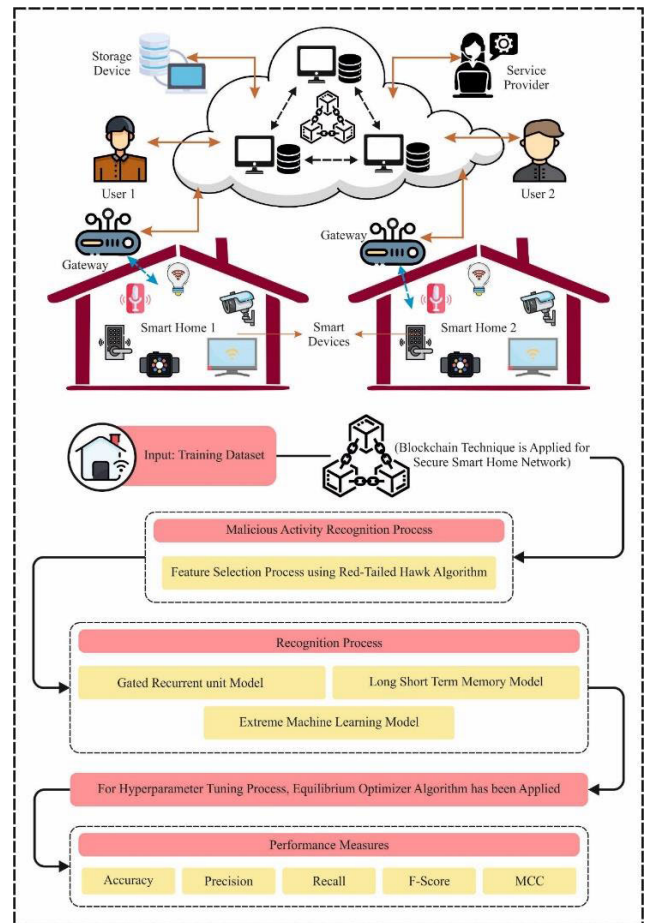 Storage
Device
Service
Provider
User 1
User 2
Gateway
Gateway
Smart Home 1
Smart
Devices
Smart Home 2
Input: Training Dataset
(Blockchain Technique is Applied for
Secure Smart Home Network)
Malicious Activity Recognition Process
Feature Selection Process using Red-Tailed Hawk Algorithm
Recognition Process
Gated Recurrent unit Model
Long Short Term Memory Model
Extreme Machine Learning Model
For Hyperparameter Tuning Process, Equilibrium Optimizer Algorithm has been Applied
Performance Measures
Accuracy
Precision
Recall
F-Score
MCC